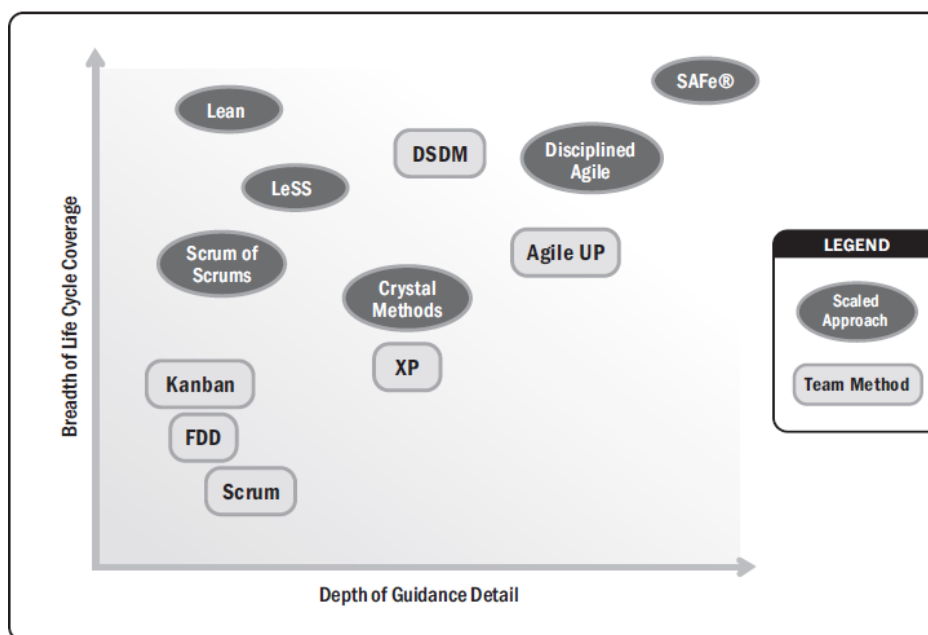 SAFe®
Lean
DSDM
Disciplined
Agile
LeSS
Scrum of
Scrums
Agile UP
Crystal
Methods
XP
Kanban
FDD
Scrum
Breadth of Life Cycle Coverage
Depth of Guidance Detail
LEGEND
Scaled
Approach
Team Method